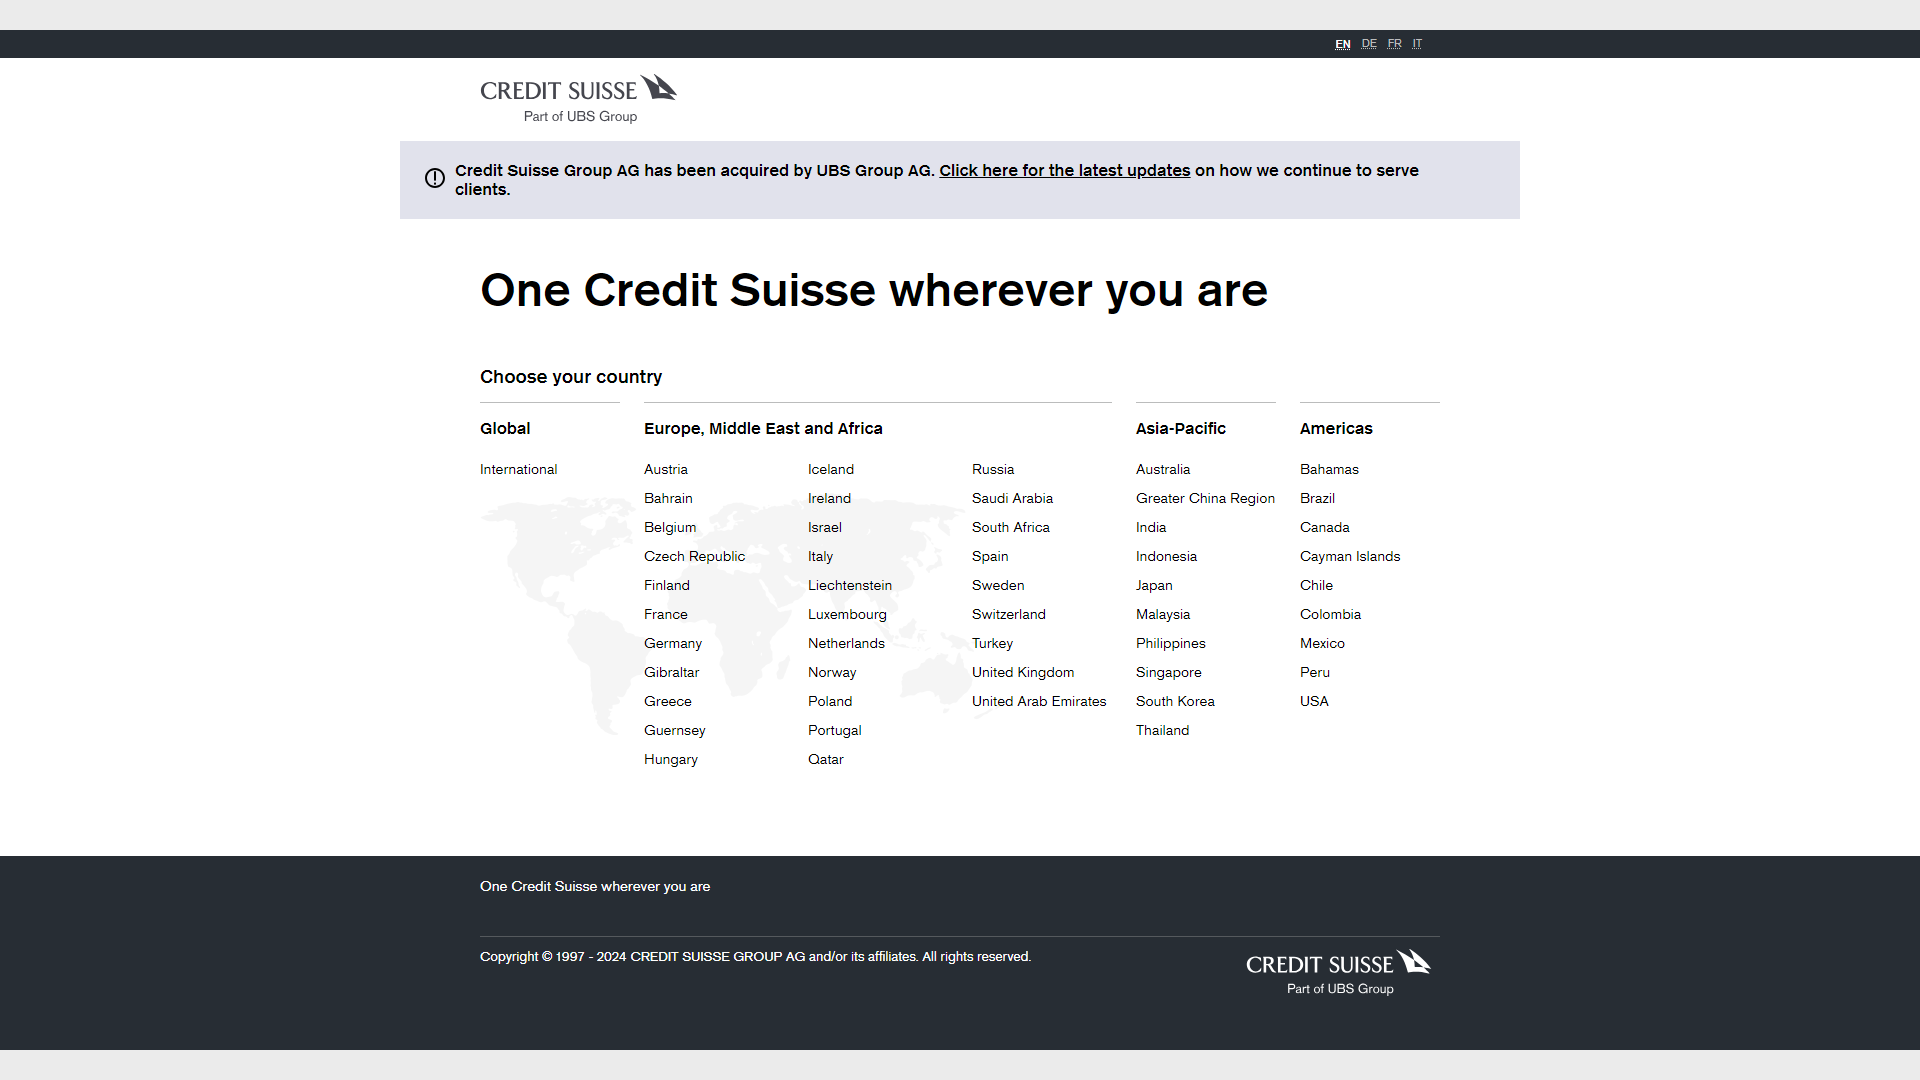 EN DE FR IT
CREDIT SUISSE
Part of UBS Group
Credit Suisse Group AG has been acquired by UBS Group AG. Click here for the latest updates on how we continue to serve
clients.
One Credit Suisse wherever you are
Choose your country
Global
International
Europe, Middle East and Africa
Austria
Bahrain
Belgium
Czech Republic
Finland
France
Germany
Gibraltar
Greece
Guernsey
Hungary
Iceland
Ireland
Israel
Italy
Liechtenstein
Luxembourg
Netherlands
Norway
Poland
Portugal
Qatar
Russia
Saudi Arabia
South Africa
Spain
Sweden
Switzerland
Turkey
United Kingdom
United Arab Emirates
Asia-Pacific
Australia
Greater China Region
India
Indonesia
Japan
Malaysia
Philippines
Singapore
South Korea
Thailand
Americas
Bahamas
Brazil
Canada
Cayman Islands
Chile
Colombia
Mexico
Peru
USA
One Credit Suisse wherever you are
Copyright © 1997 - 2024 CREDIT SUISSE GROUP AG and/or its affiliates. All rights reserved.
CREDIT SUISSE
Part of UBS Group